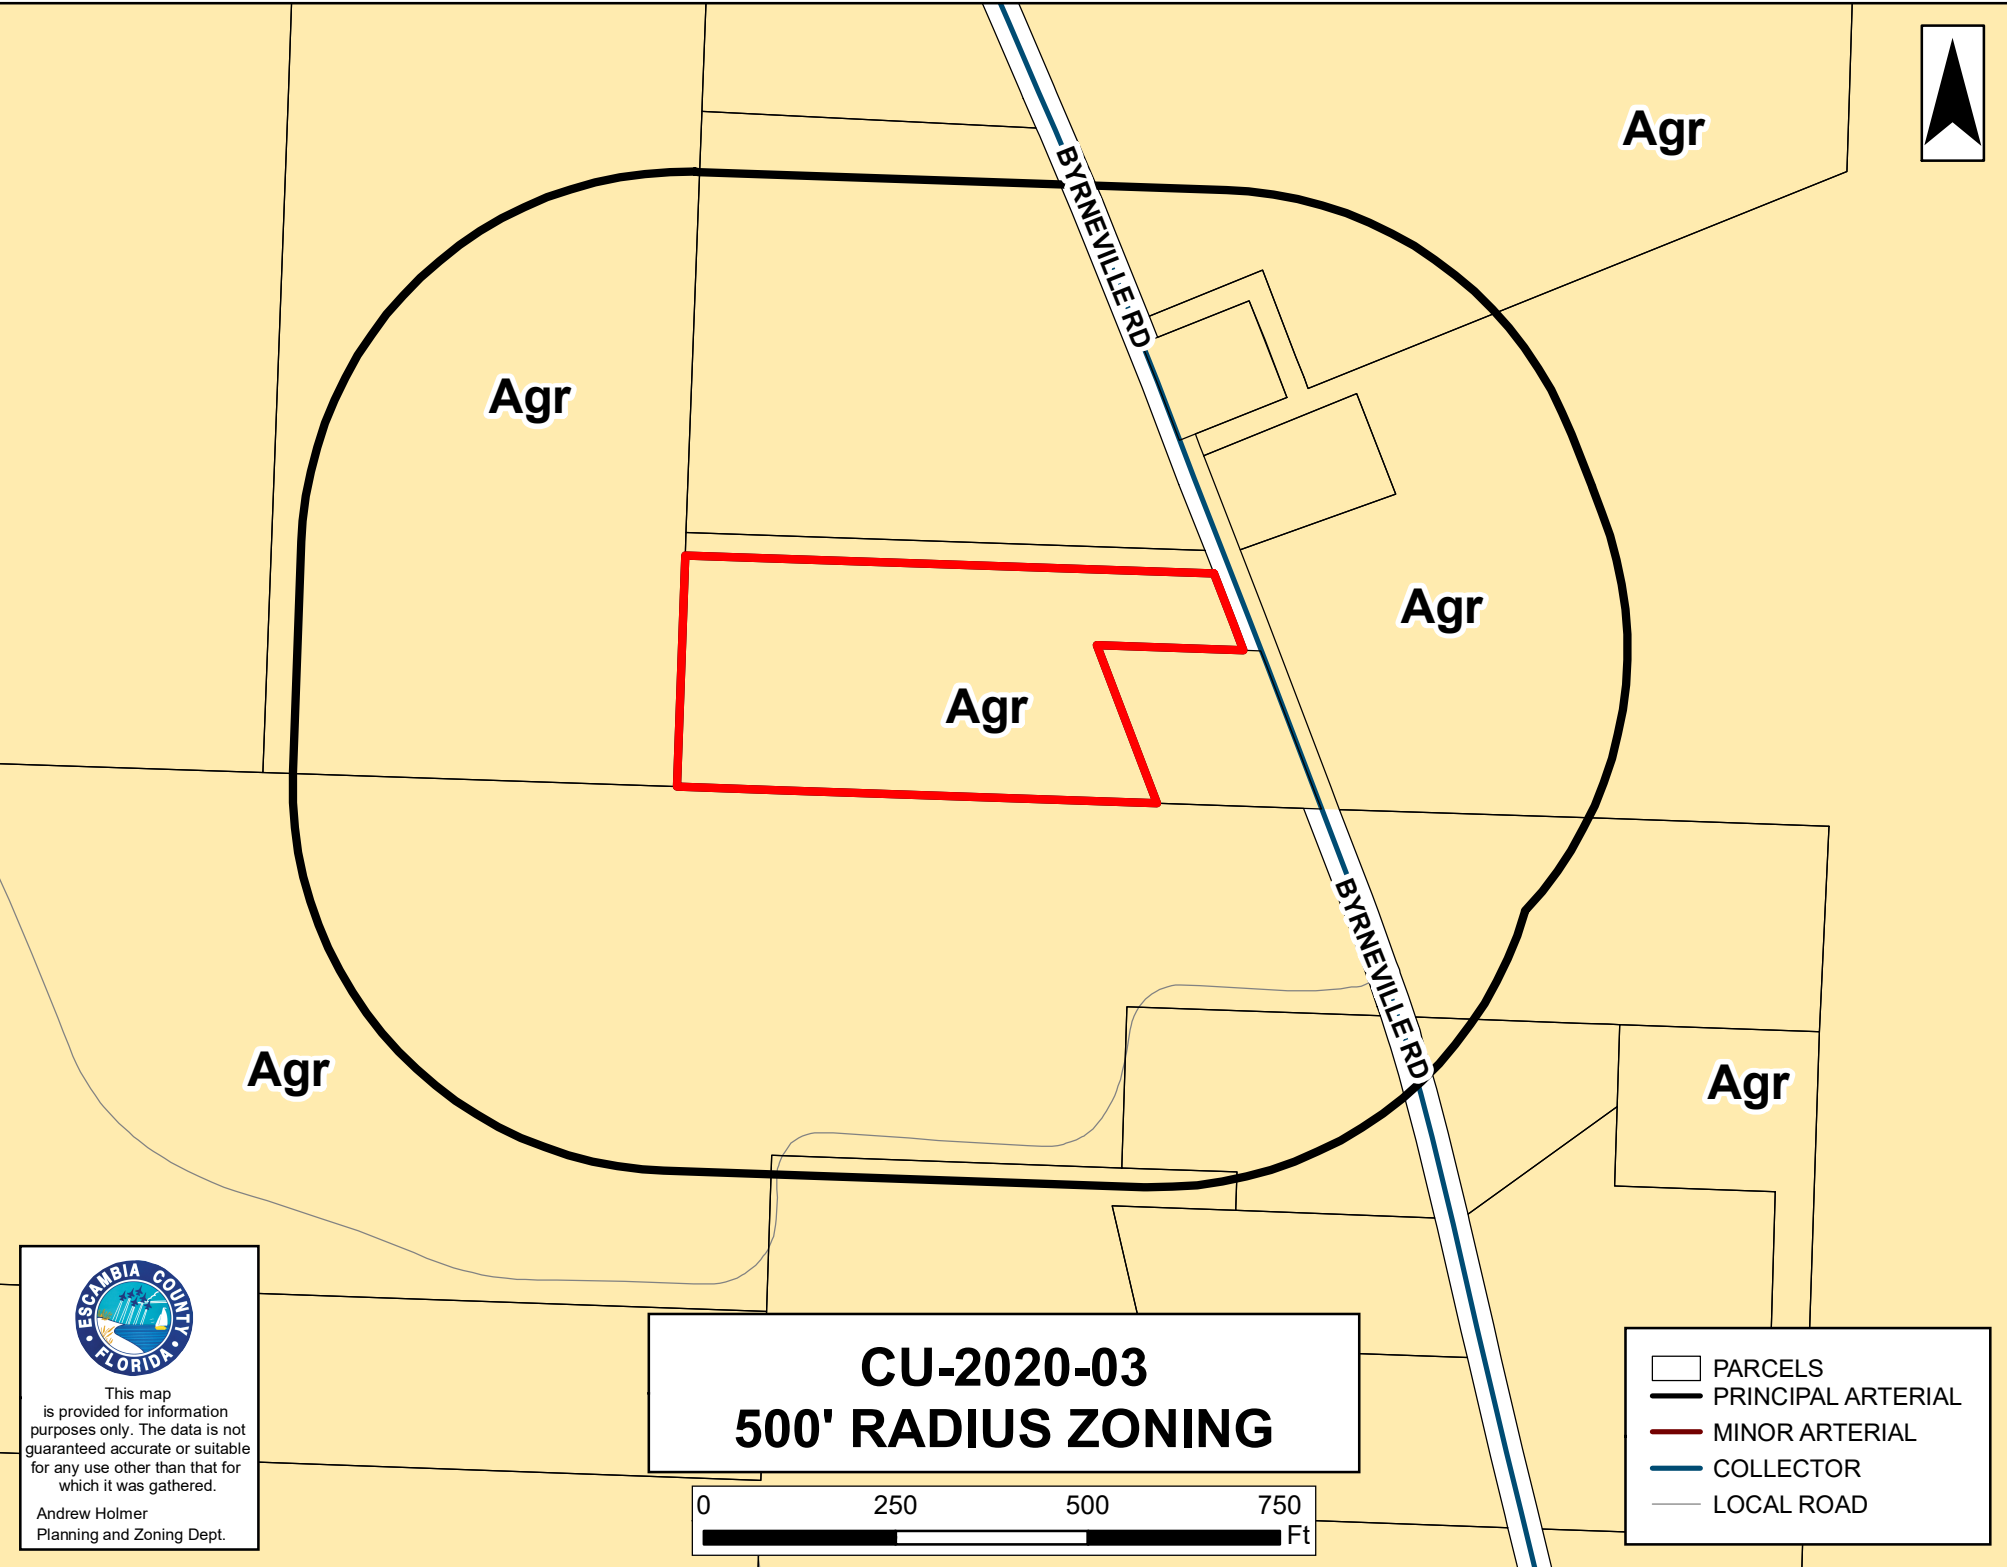 Agr
BYRNEVILLE RD
Agr
Agr
Agr
BYRNEVILLE RD
Agr
Agr
ESCAMBIA COUNTY
FLORIDA
This map
is provided for information
purposes only. The data is not
guaranteed accurate or suitable
for any use other than that for
which it was gathered.
Andrew Holmer
Planning and Zoning Dept.
CU-2020-03
500' RADIUS ZONING
0 250 500 750
Ft
PARCELS
PRINCIPAL ARTERIAL
MINOR ARTERIAL
COLLECTOR
LOCAL ROAD